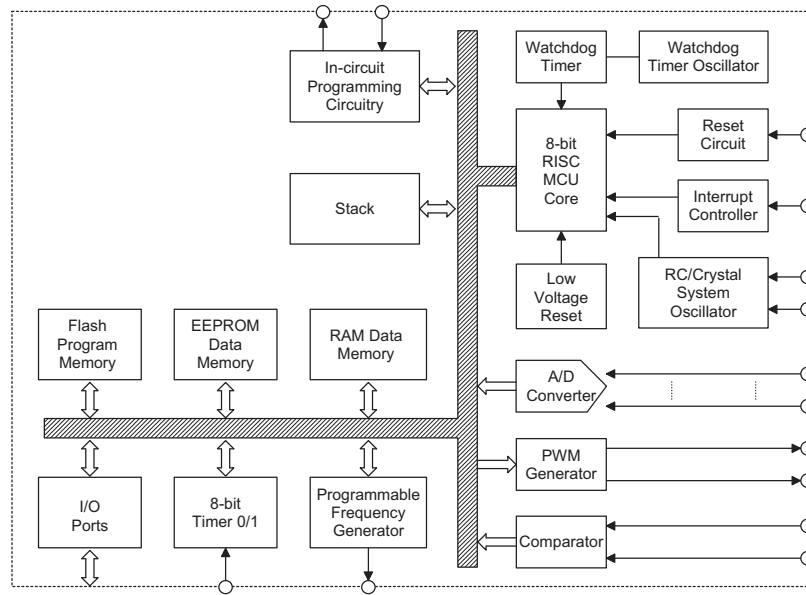 In-circuit
Programming
Circuitry
Watchdog
Timer
Watchdog
Timer Oscillator
8-bit
RISC
MCU
Core
Reset
Circuit
Stack
Interrupt
Controller
Low
Voltage
Reset
RC/Crystal
System
Oscillator
Flash
Program
Memory
EEPROM
Data
Memory
RAM Data
Memory
A/D
Converter
PWM
Generator
I/O
Ports
8-bit
Timer 0/1
Programmable
Frequency
Generator
Comparator